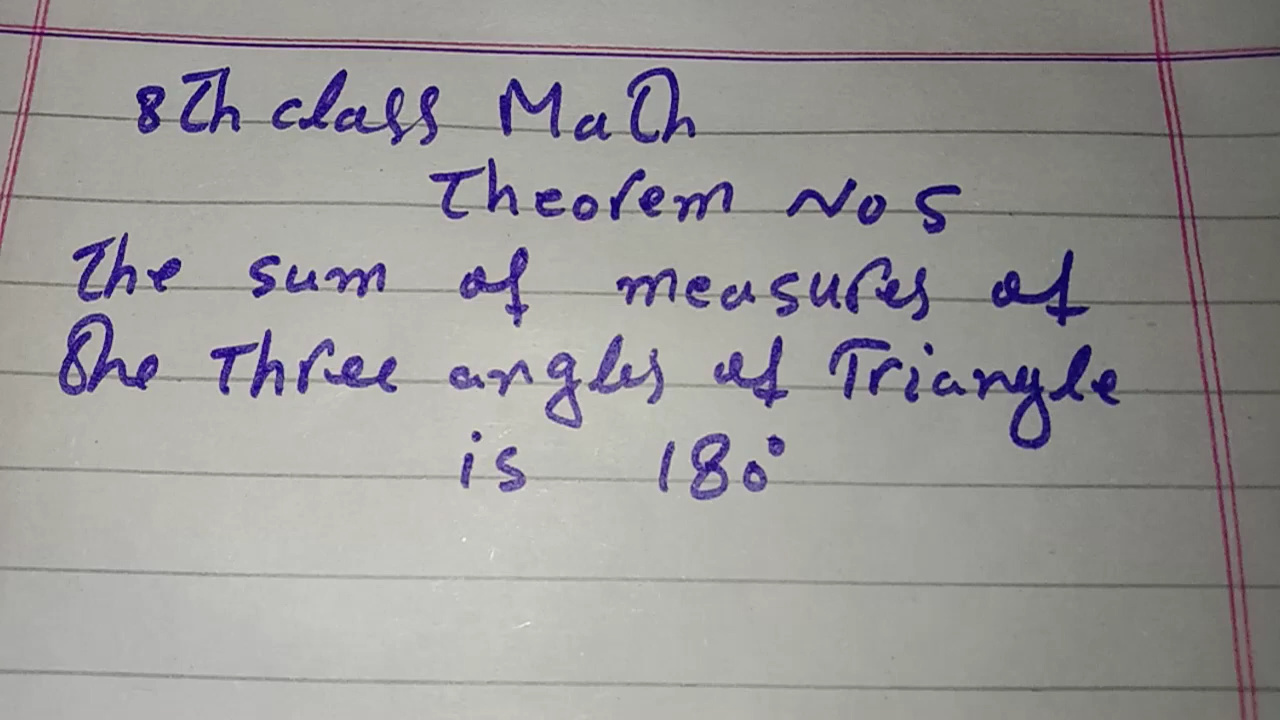 8Th class Math
Theorem No 5
The sum of measures of
The Three angles of Triangle
is 180°